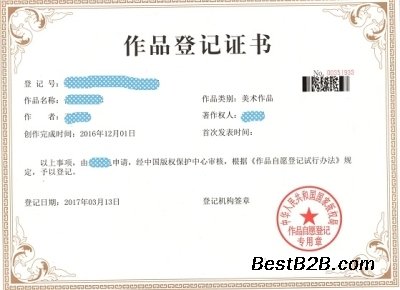 作品登记证书
No. 00251935
登 记 号:
作品名称:
作品类别: 美术作品
作 者:
著作权人:
创作完成时间: 2016年12月01日
首次发表时间:
以上事项,由 申请,经中国版权保护中心审核,根据《作品自愿登记试行办法》规
定,予以登记。
登记日期: 2017年03月13日
登记机构签章
中华人民共和国国家版权局
作品自愿登记
专用章
BestB2B.com